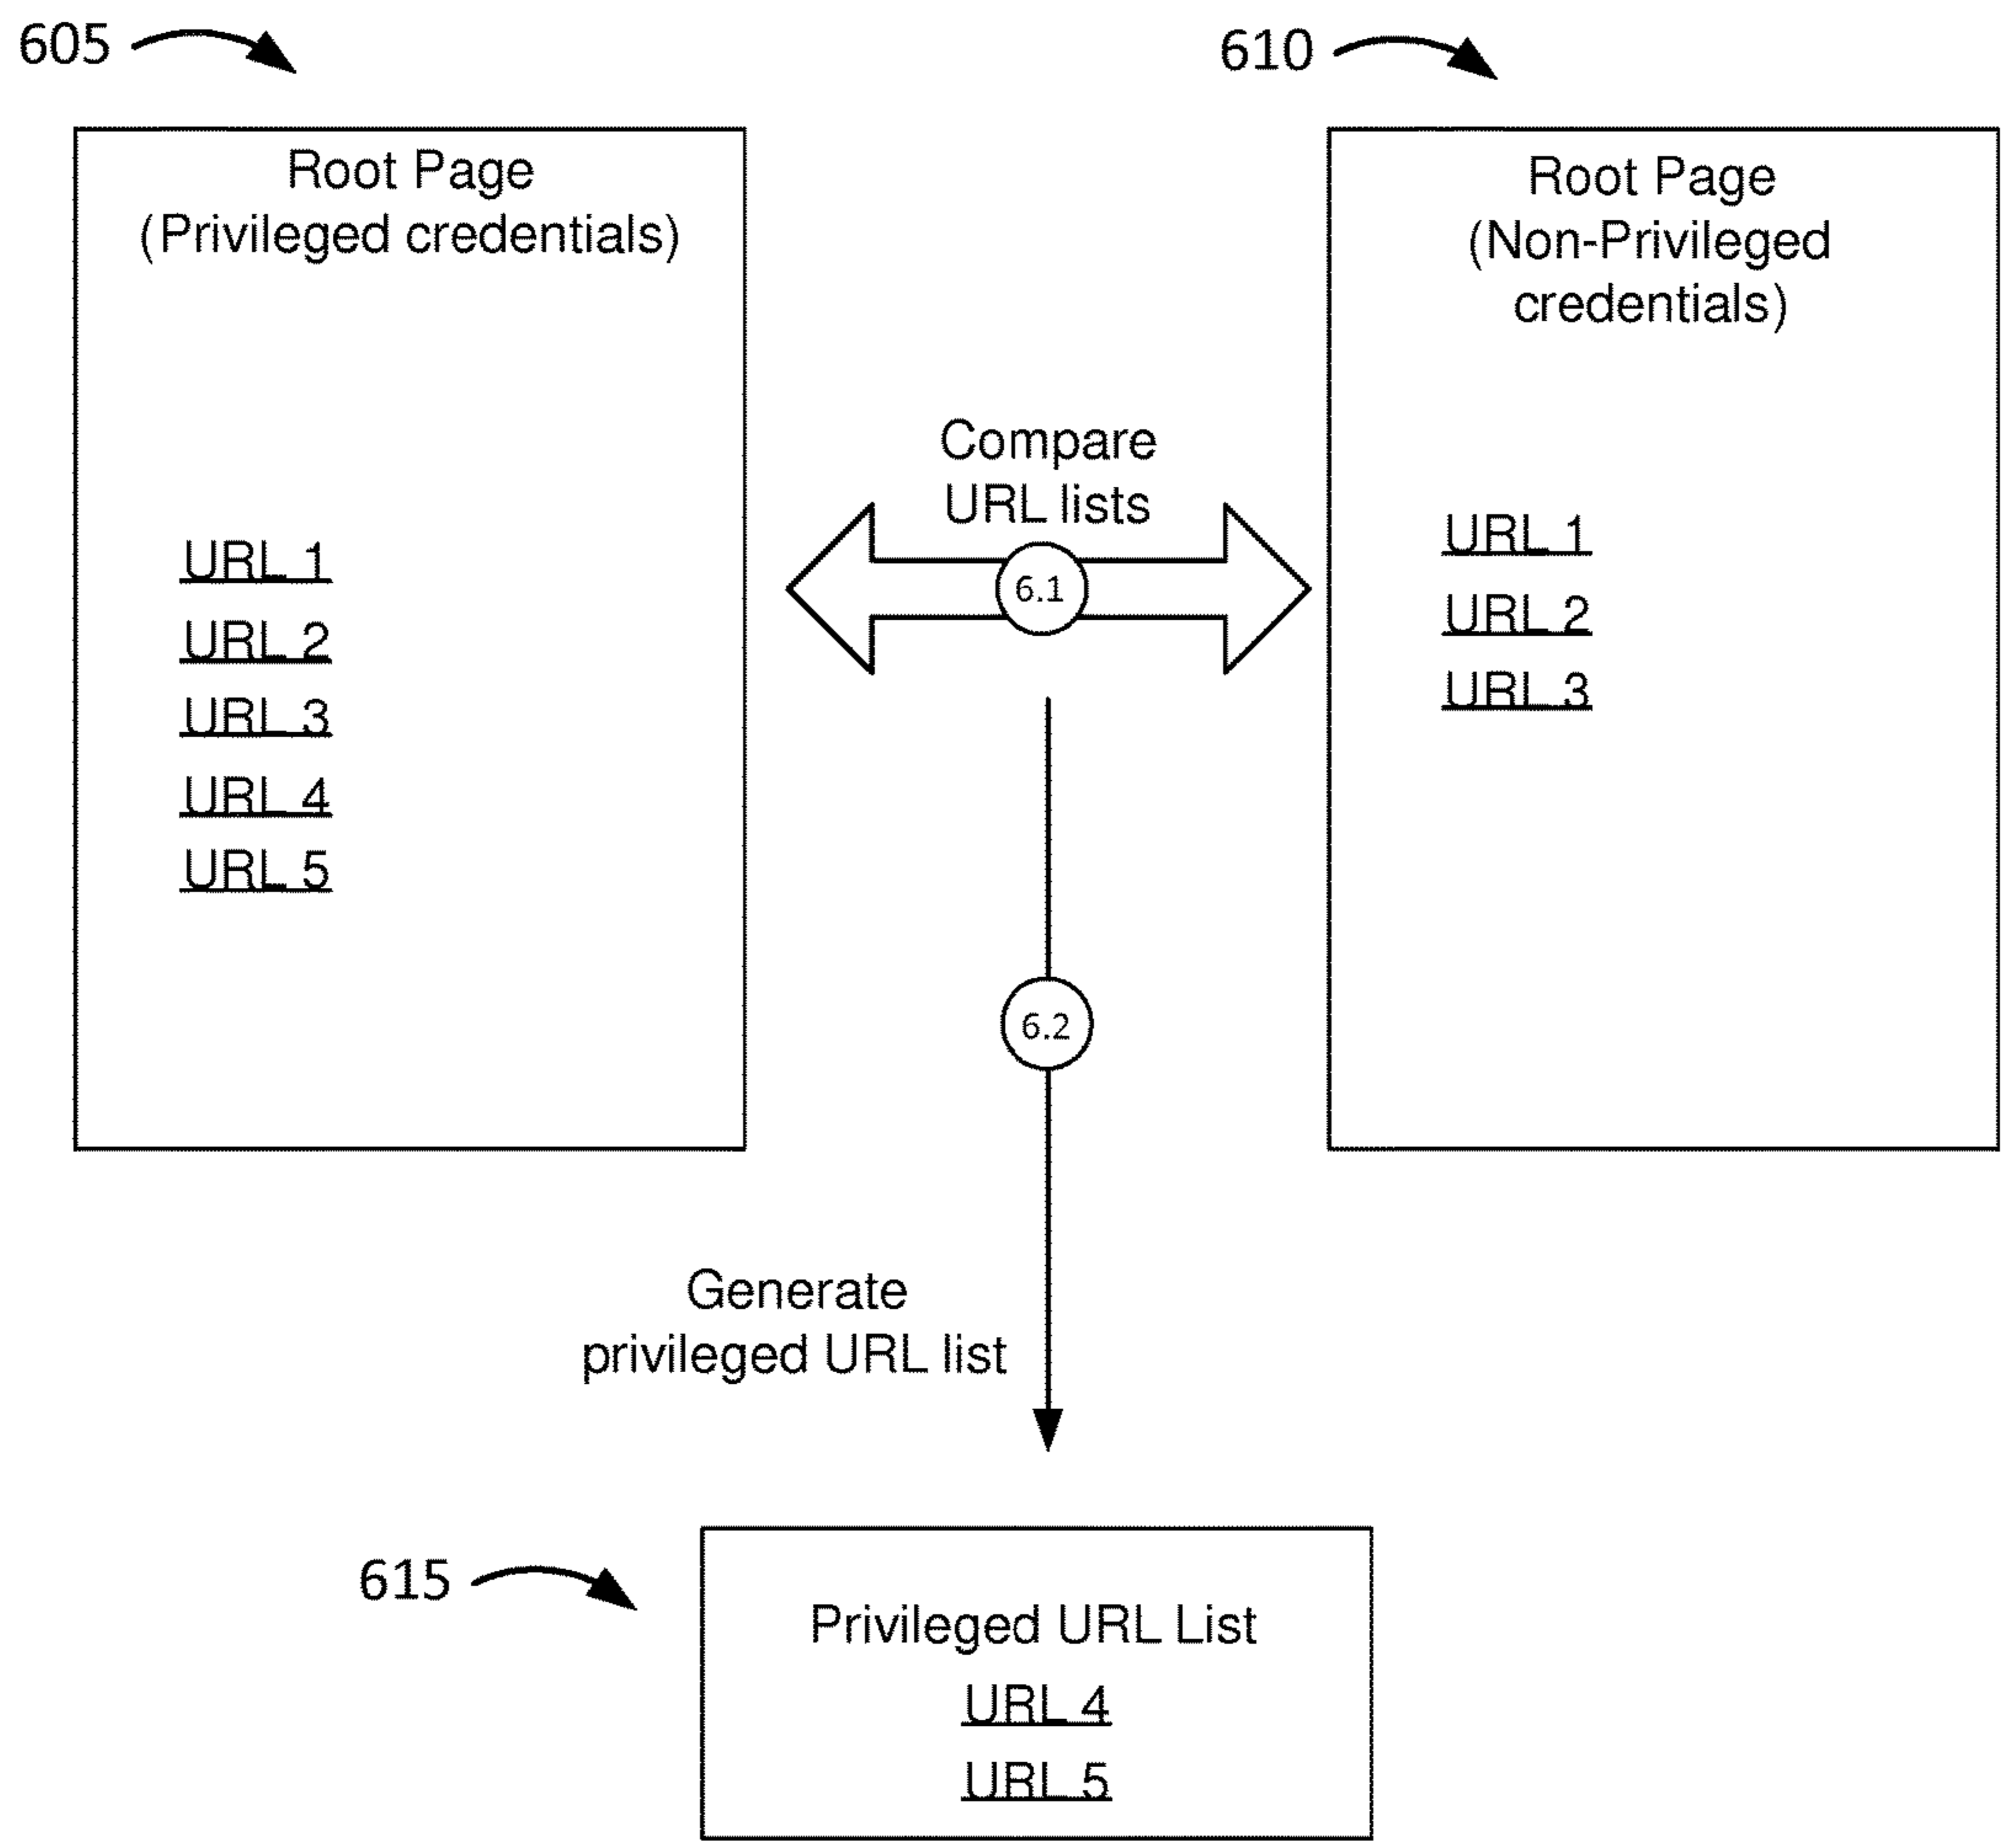 605
610
Root Page
(Privileged credentials)
URL 1
URL 2
URL 3
URL 4
URL 5
Compare
URL lists
6.1
Root Page
(Non-Privileged
credentials)
URL 1
URL 2
URL 3
6.2
Generate
privileged URL list
615
Privileged URL List
URL 4
URL 5